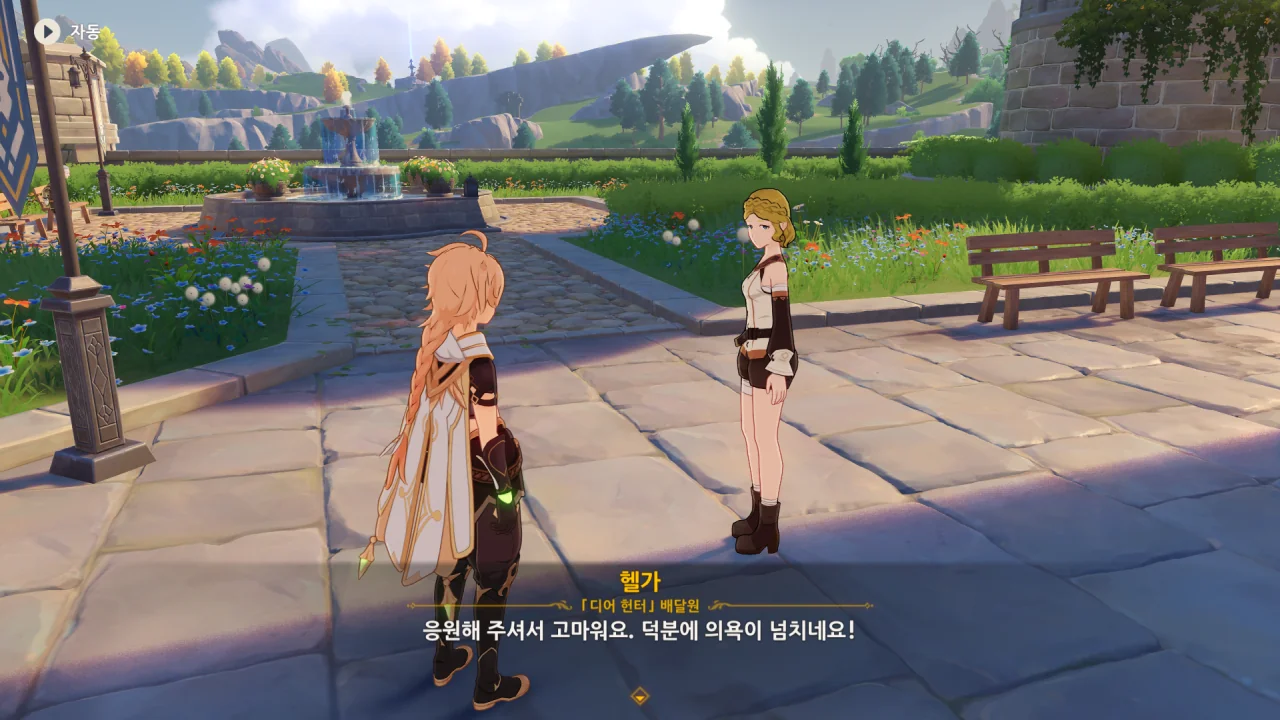 자동
헬가
「디어 헌터」 배달원
응원해 주셔서 고마워요. 덕분에 의욕이 넘치네요!